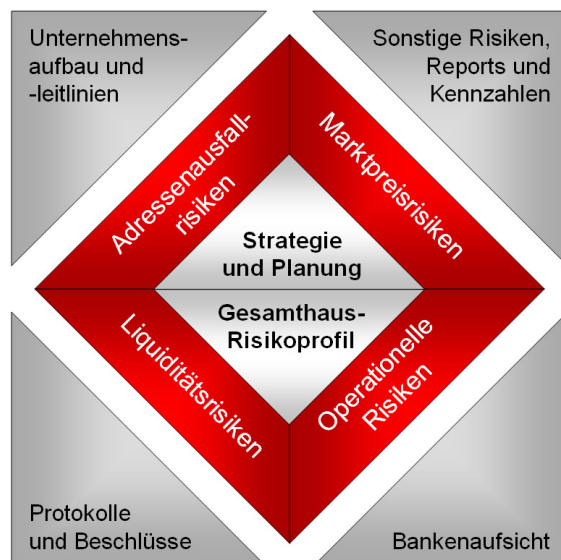 Unternehmens-
aufbau und
-leitlinien
Sonstige Risiken,
Reports und
Kennzahlen
Adressenausfall-
risiken
Marktpreisrisiken
Strategie
und Planung
Gesamthaus-
Risikoprofil
Liquiditätsrisiken
Operationelle
Risiken
Protokolle
und Beschlüsse
Bankenaufsicht